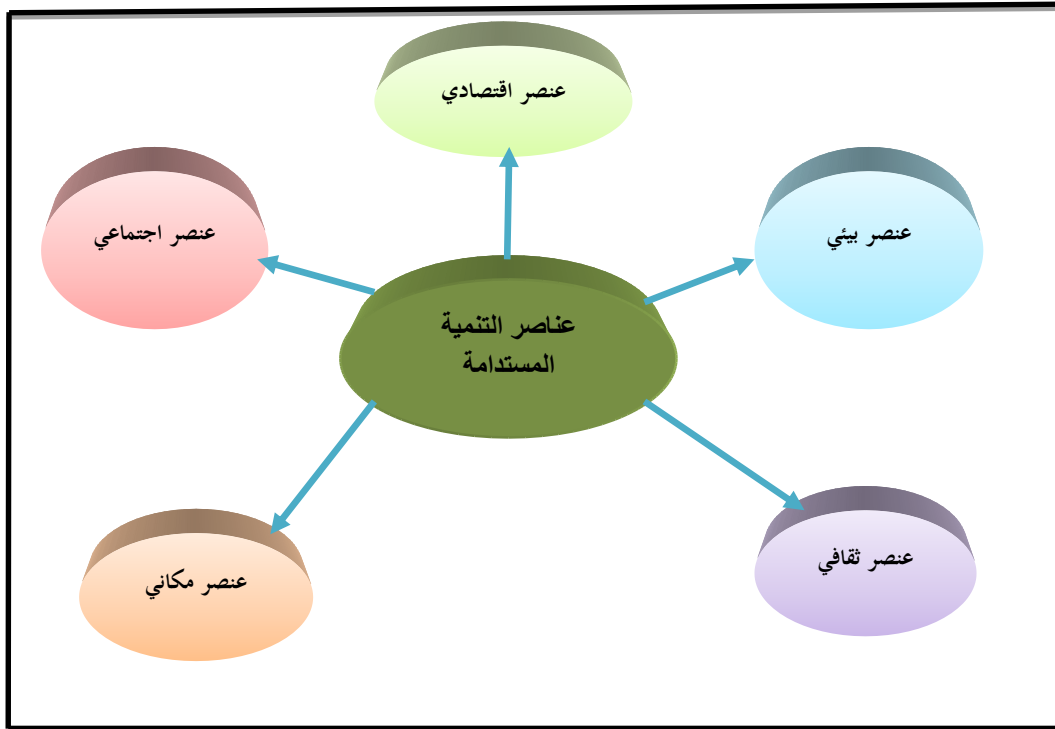 عنصر اقتصادي
عنصر بيئي
عنصر اجتماعي
عناصر التنمية
المستدامة
عنصر ثقافي
عنصر مكاني